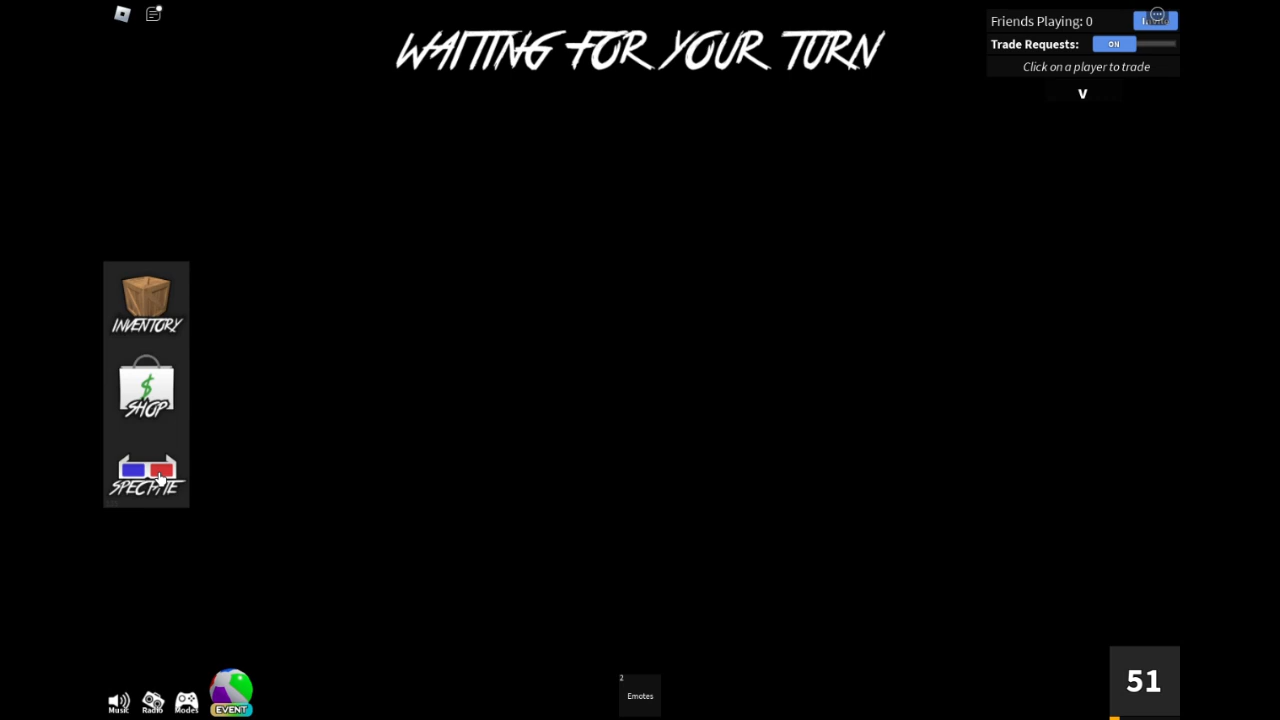 WAITING FOR YOUR TURN
Friends Playing: 0
Trade Requests:
ON
Click on a player to trade
V
INVENTORY
$
SHOP
SPECTATE
Music
Radio
Modes
EVENT
2
Emotes
51